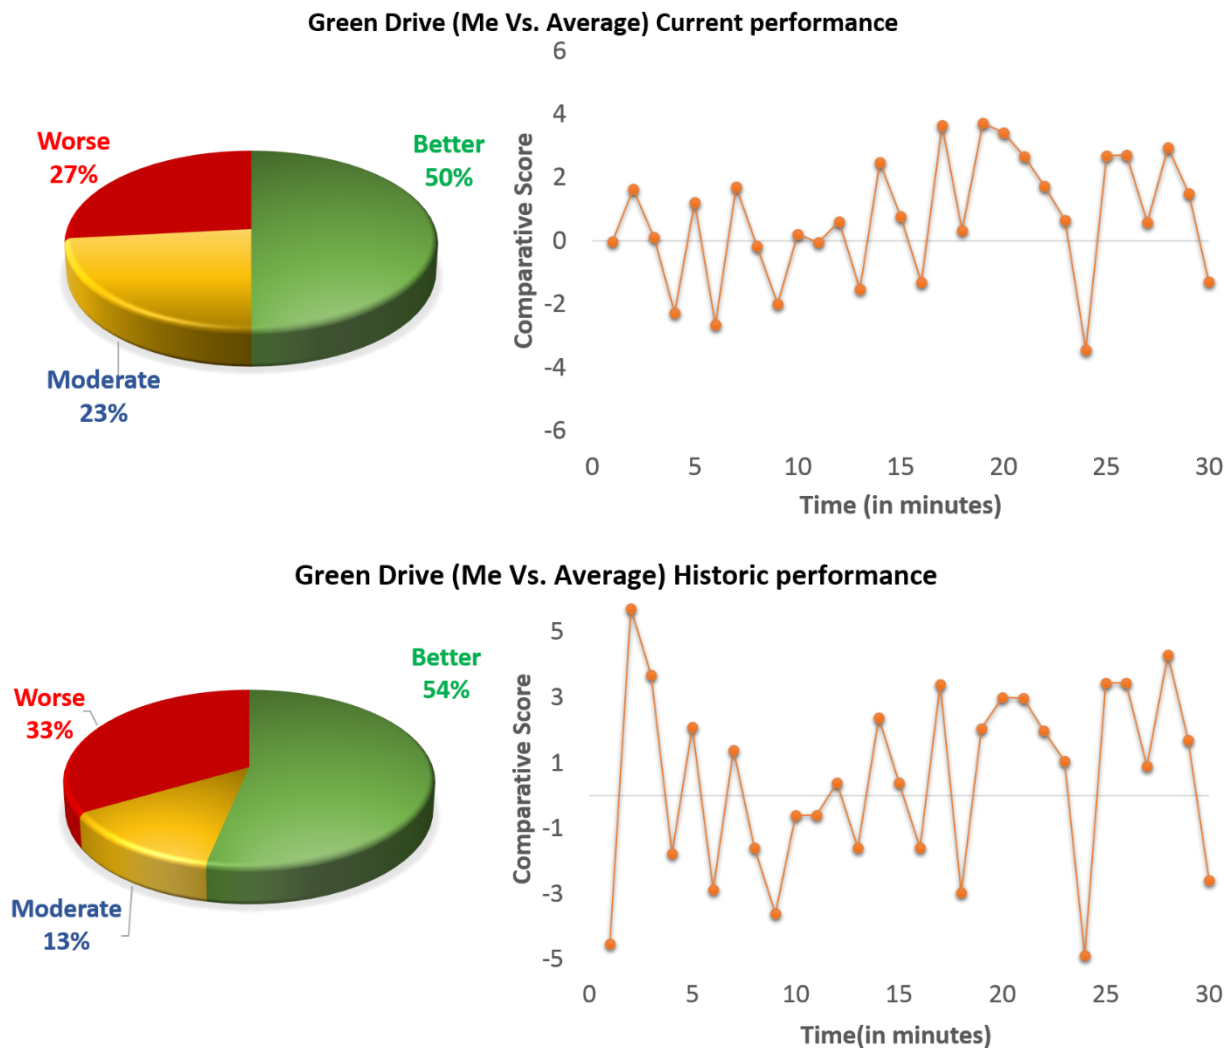 Green Drive (Me Vs. Average) Current performance
Worse
27%
Better
50%
Moderate
23%
Comparative Score
6
4
2
0
-2
-4
-6
0 5 10 15 20 25 30
Time (in minutes)
Green Drive (Me Vs. Average) Historic performance
Worse
33%
Better
54%
Moderate
13%
Comparative Score
5
3
1
-1
-3
-5
0 5 10 15 20 25 30
Time(in minutes)